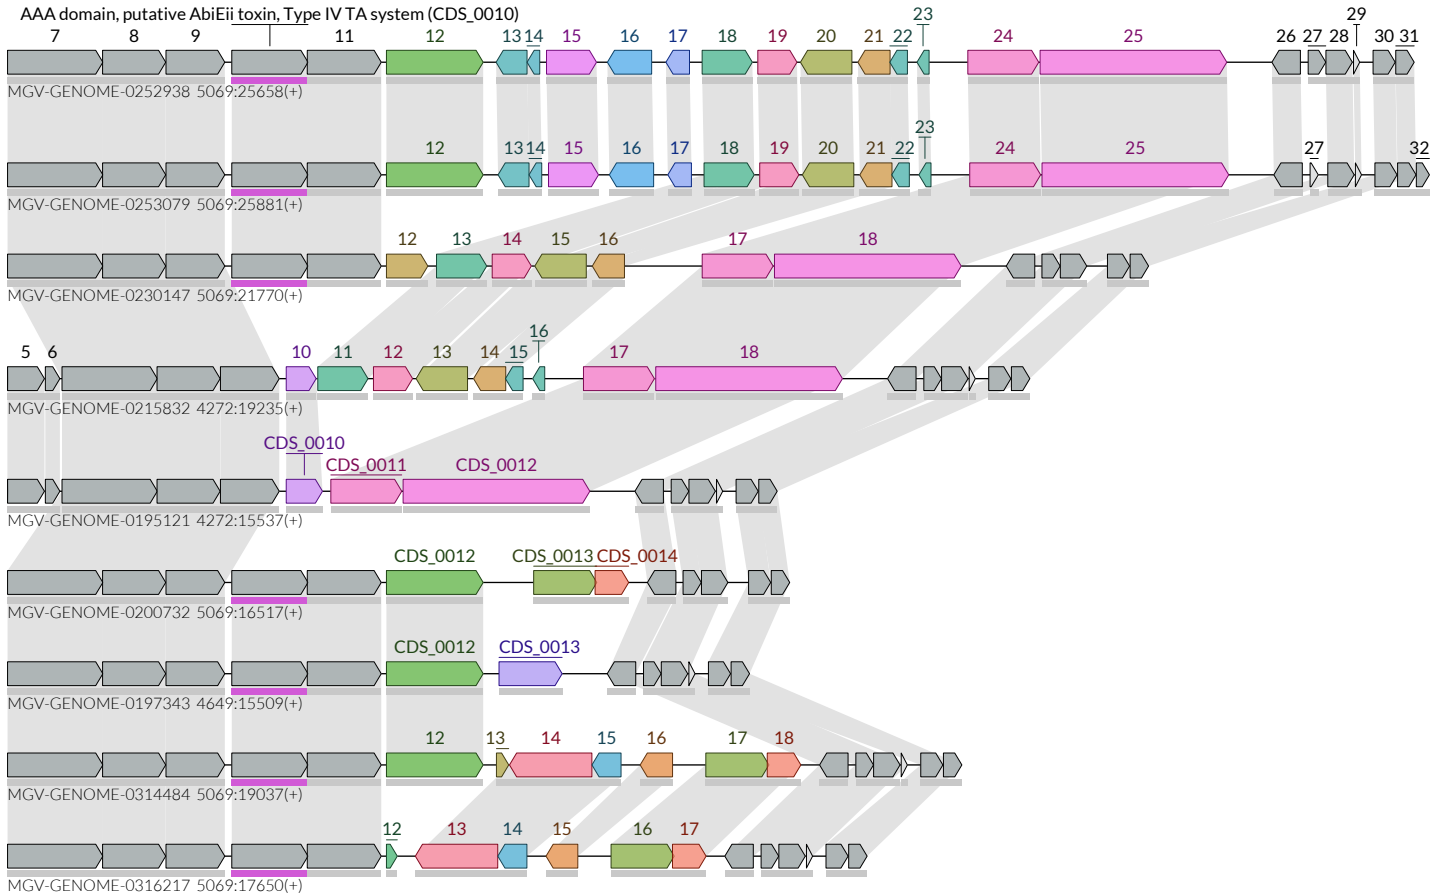 AAA domain, putative AbiEii toxin, Type IV TA system (CDS_0010)
7 8 9 11 12 13 14 15 16 17 18 19 20 21 22 23 24 25 26 27 28 29 30 31
MGV-GENOME-0252938 5069:25658(+)
12 13 14 15 16 17 18 19 20 21 22 23 24 25 27 32
MGV-GENOME-0253079 5069:25881(+)
12 13 14 15 16 17 18
MGV-GENOME-0230147 5069:21770(+)
5 6 10 11 12 13 14 15 16 17 18
MGV-GENOME-0215832 4272:19235(+)
CDS_0010 CDS_0011 CDS_0012
MGV-GENOME-0195121 4272:15537(+)
CDS_0012 CDS_0013 CDS_0014
MGV-GENOME-0200732 5069:16517(+)
CDS_0012 CDS_0013
MGV-GENOME-0197343 4649:15509(+)
12 13 14 15 16 17 18
MGV-GENOME-0314484 5069:19037(+)
12 13 14 15 16 17
MGV-GENOME-0316217 5069:17650(+)